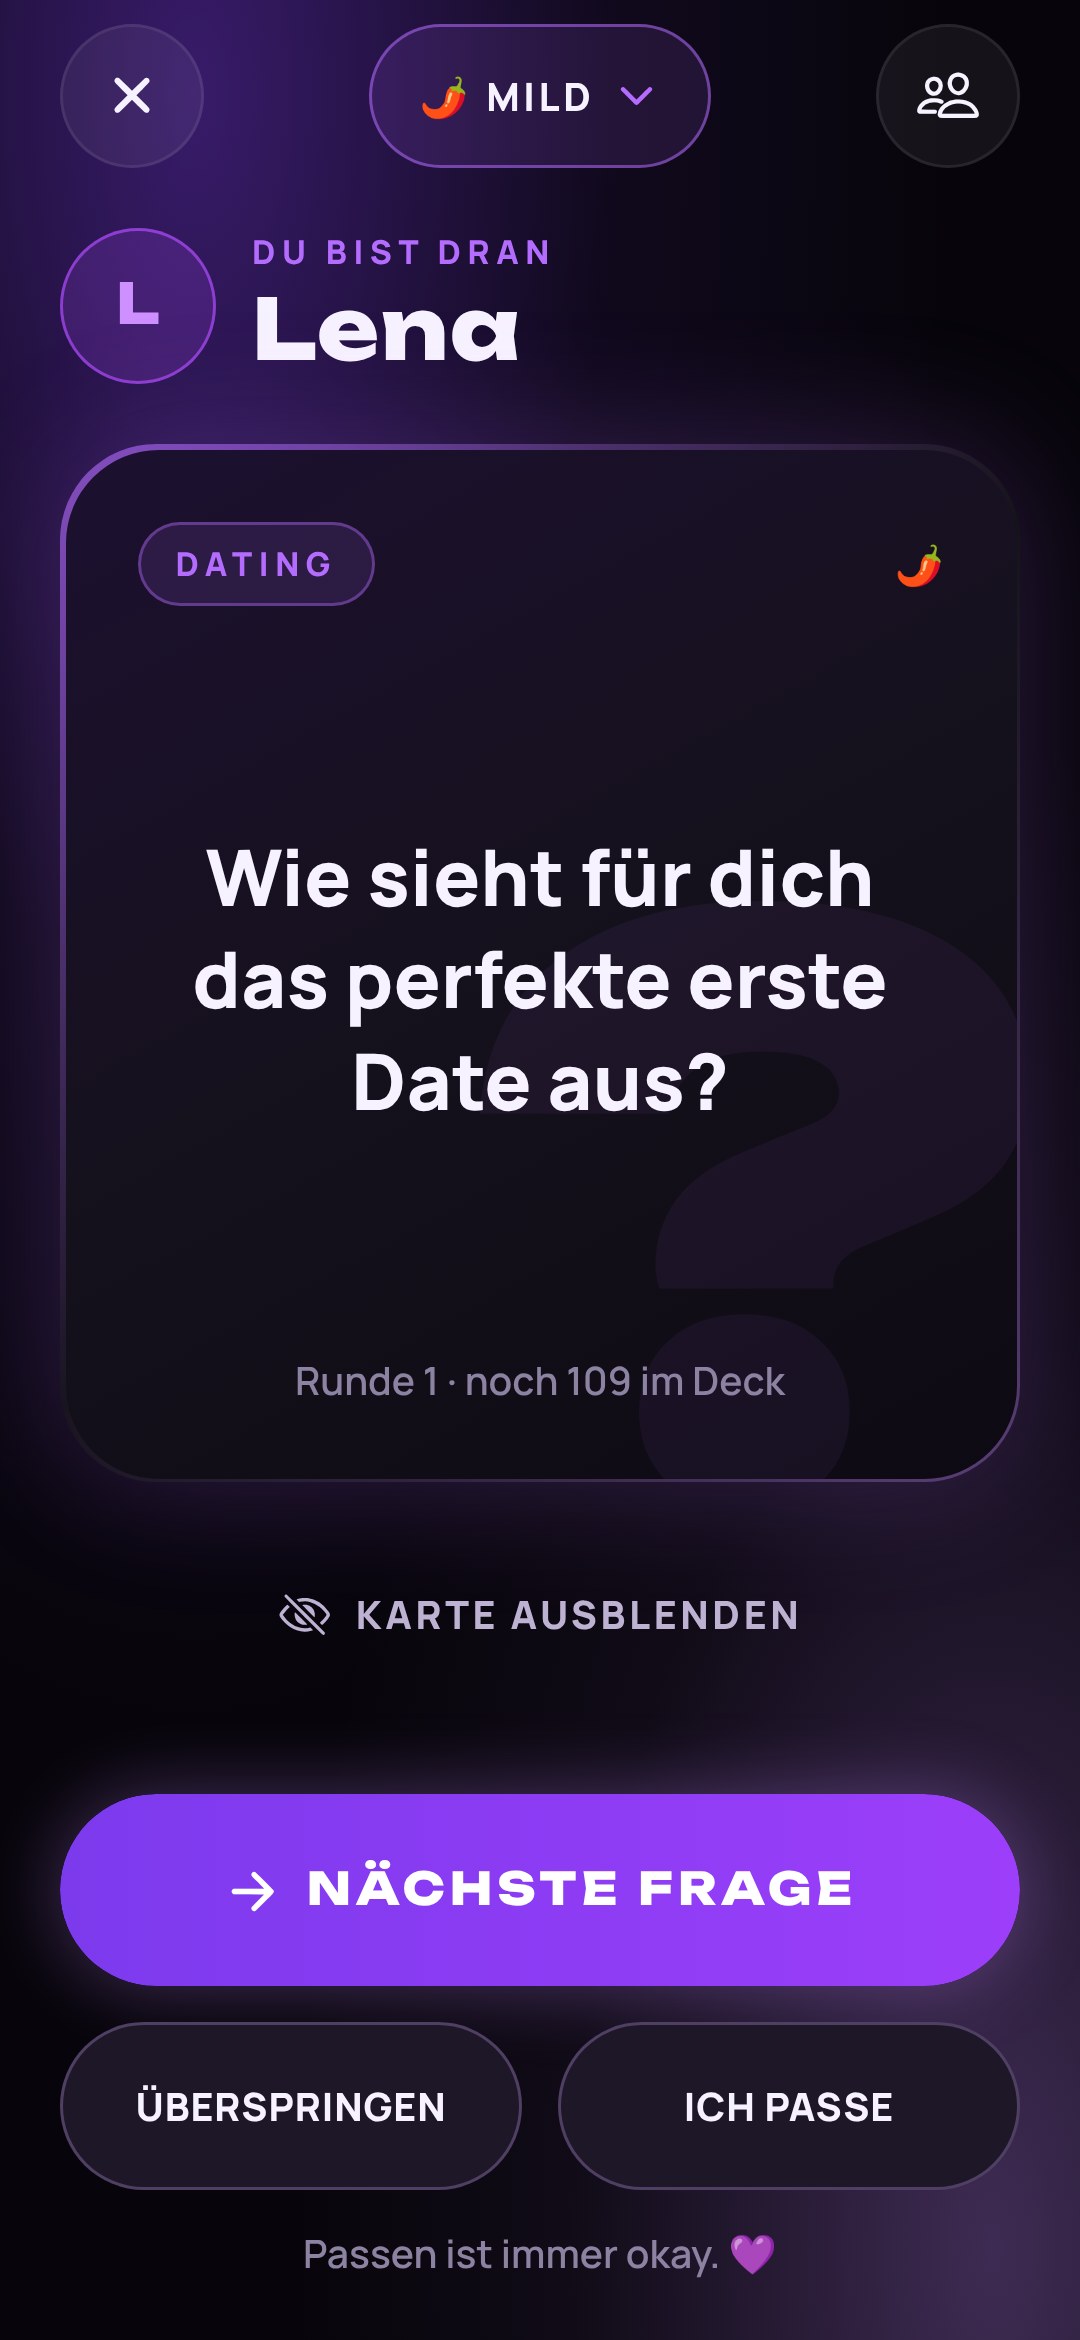 MILD
DU BIST DRAN
L
Lena
DATING
Wie sieht für dich
das perfekte erste
Date aus?
Runde 1 · noch 109 im Deck
KARTE AUSBLENDEN
NÄCHSTE FRAGE
ÜBERSPRINGEN
ICH PASSE
Passen ist immer okay. 💜